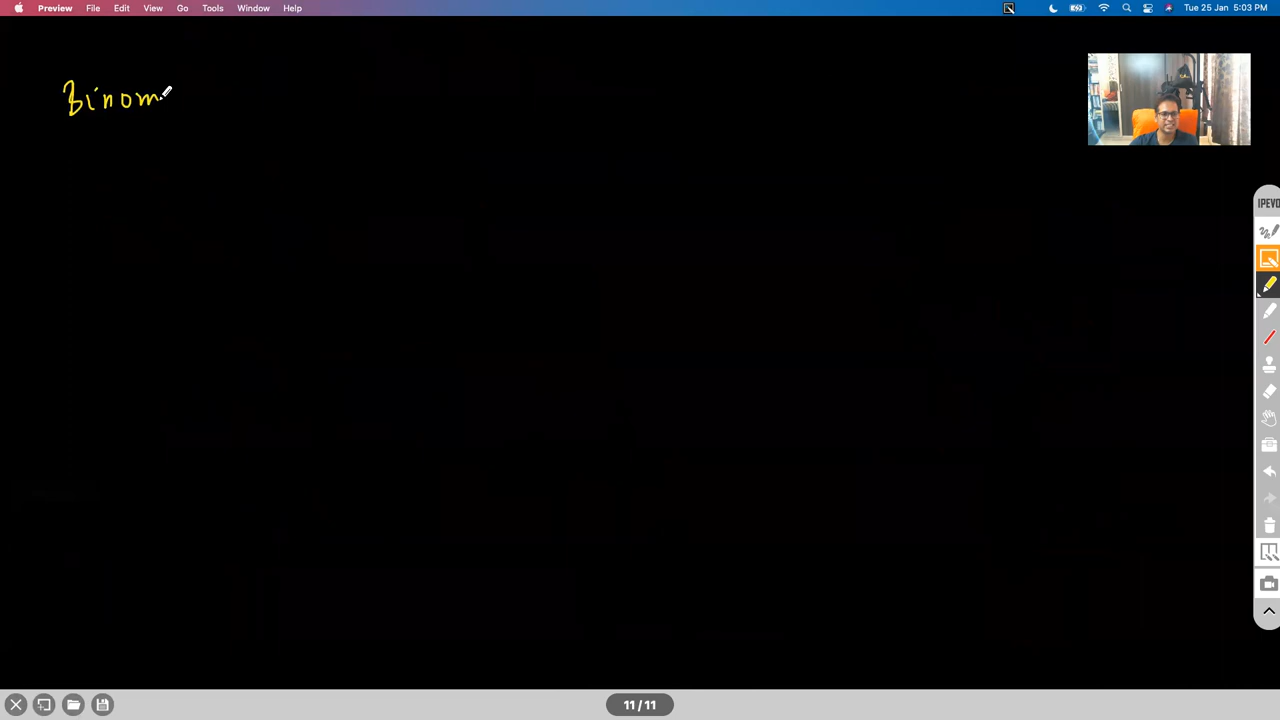 Preview File Edit View Go Tools Window Help Tue 25 Jan 5:03 PM
Binom
IPEVO
11/11